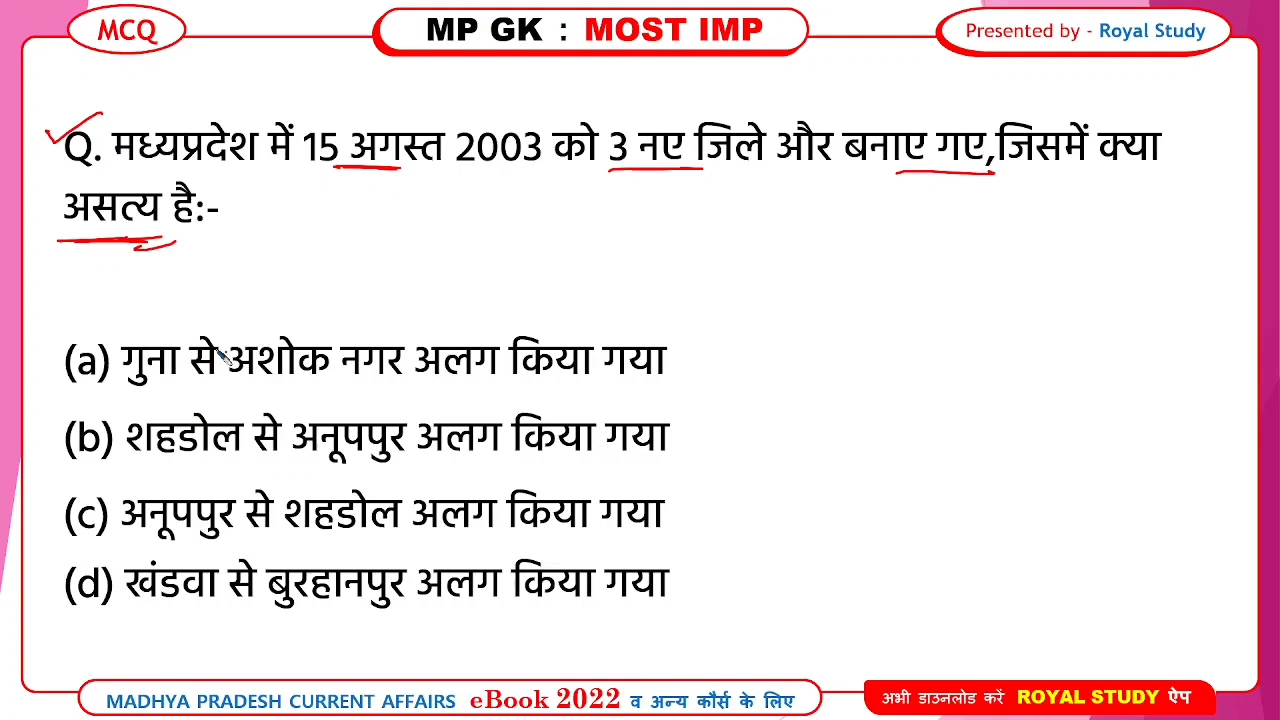 MCQ
MP GK : MOST IMP
Presented by - Royal Study
Q. मध्यप्रदेश में 15 अगस्त 2003 को 3 नए जिले और बनाए गए,जिसमें क्या
असत्य है:-
(a) गुना से अशोक नगर अलग किया गया
(b) शहडोल से अनूपपुर अलग किया गया
(c) अनूपपुर से शहडोल अलग किया गया
(d) खंडवा से बुरहानपुर अलग किया गया
MADHYA PRADESH CURRENT AFFAIRS eBook 2022 व अन्य कौर्स के लिए
अभी डाउनलोड करें ROYAL STUDY ऐप